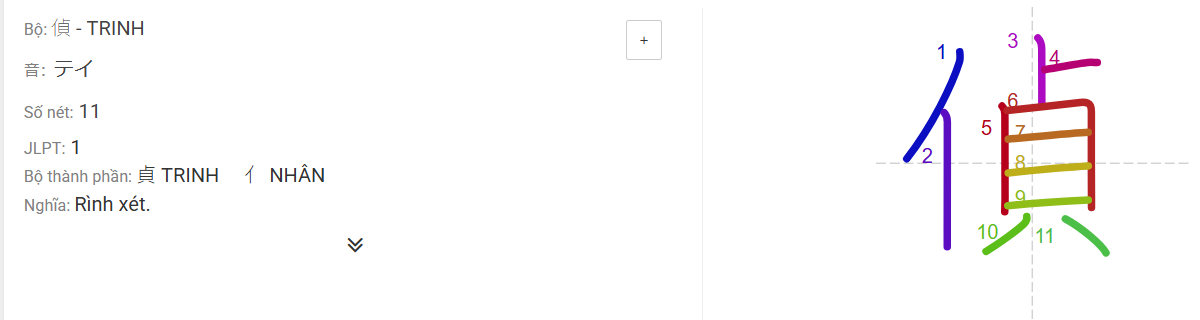 Bộ: 偵 - TRINH
+
音: テイ
Số nét: 11
JLPT: 1
Bộ thành phần: 貞 TRINH 亻 NHÂN
Nghĩa: Rình xét.
偵
1
2
3
4
5
6
7
8
9
10
11